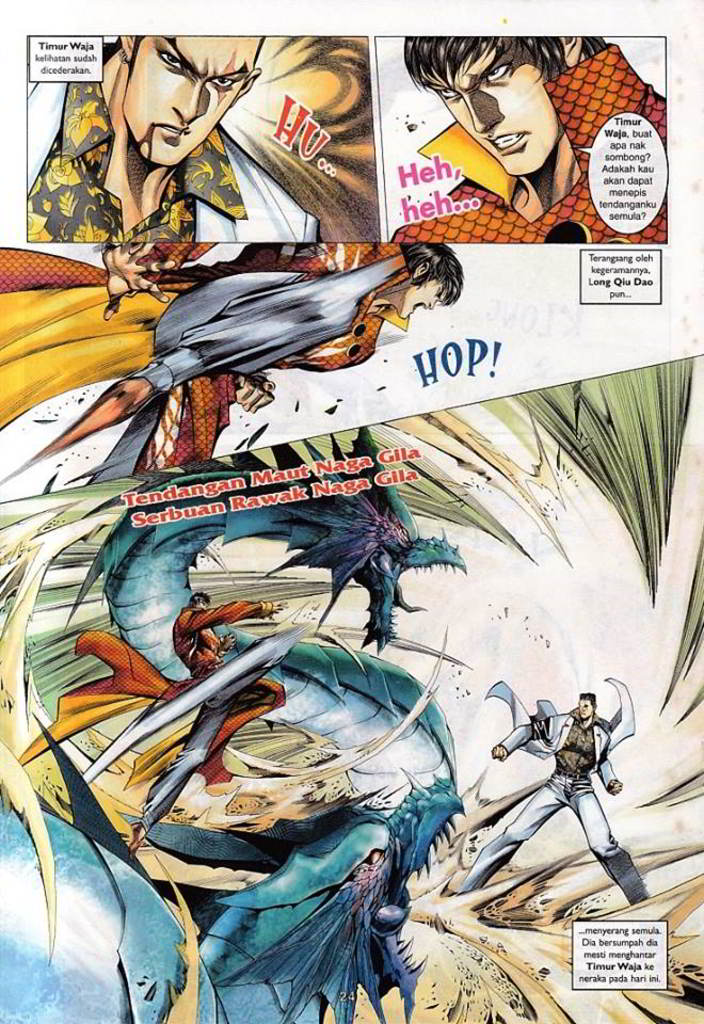 Timur Waja
kelihatan sudah
dicederakan.
HU...
Heh,
heh...
Timur
Waja, buat
apa nak
sombong?
Adakah kau
akan dapat
menepis
tendanganku
semula?
Terangsang oleh
kegeramannya,
Long Qiu Dao
pun...
HOP!
Tendangan Maut Naga Gila
Serbuan Rawak Naga Gila
...menyerang semula.
Dia bersumpah dia
mesti menghantar
Timur Waja ke
neraka pada hari ini.
24